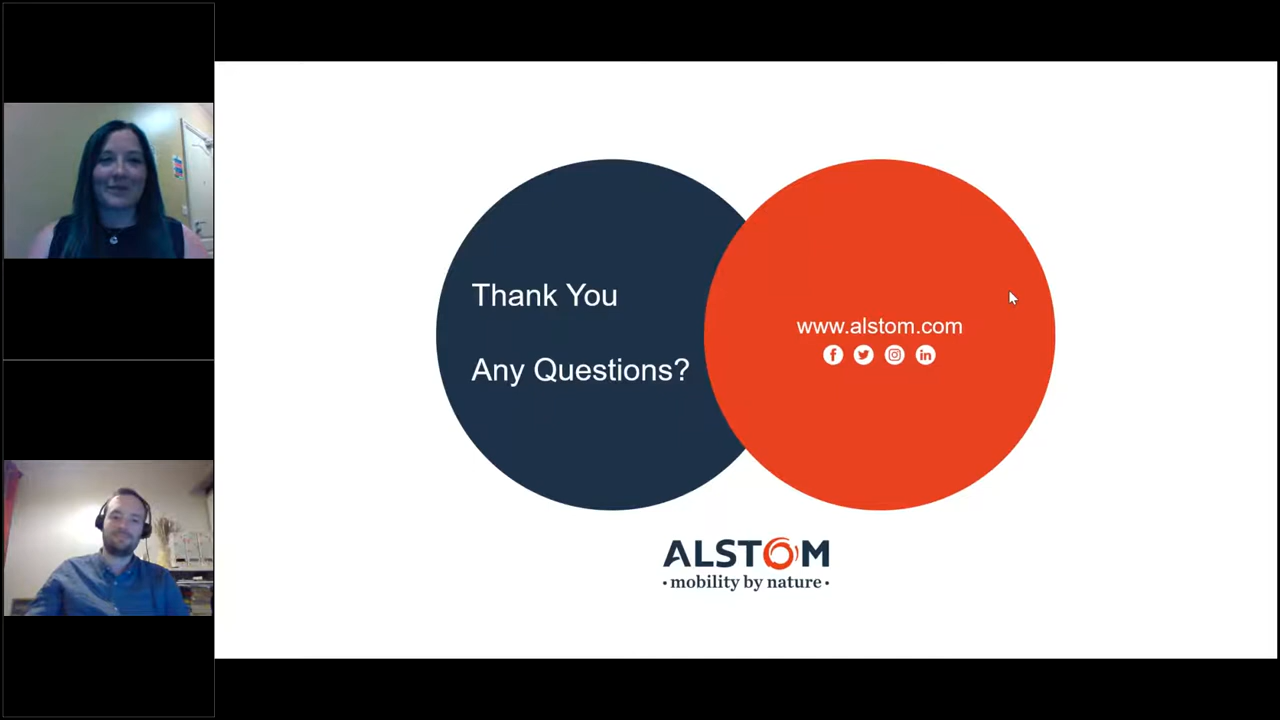 Thank You
Any Questions?
www.alstom.com
ALSTOM
• mobility by nature •